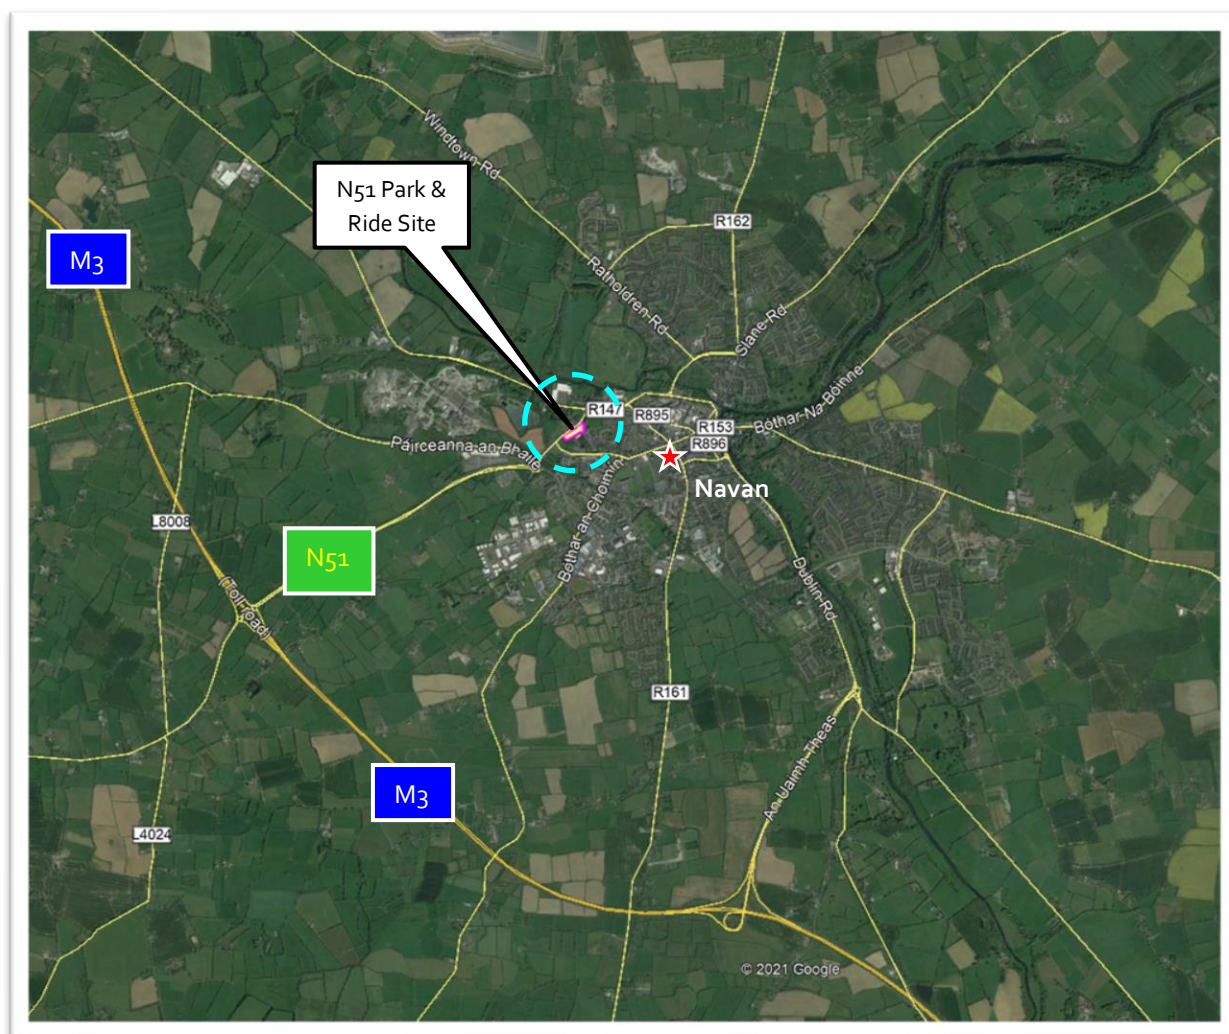 Windtown Rd
N51 Park &
Ride Site
R162
M3
Ratholdren Rd
Slane Rd
R147
R895
R153
Bóthar Na Bóinne
R896
Páirceanna an Bhaile
Navan
L8008
N51
Bóthar an Choimín
(Toll road)
Dublin Rd
R161
An Uaimh Theas
M3
L4024
© 2021 Google